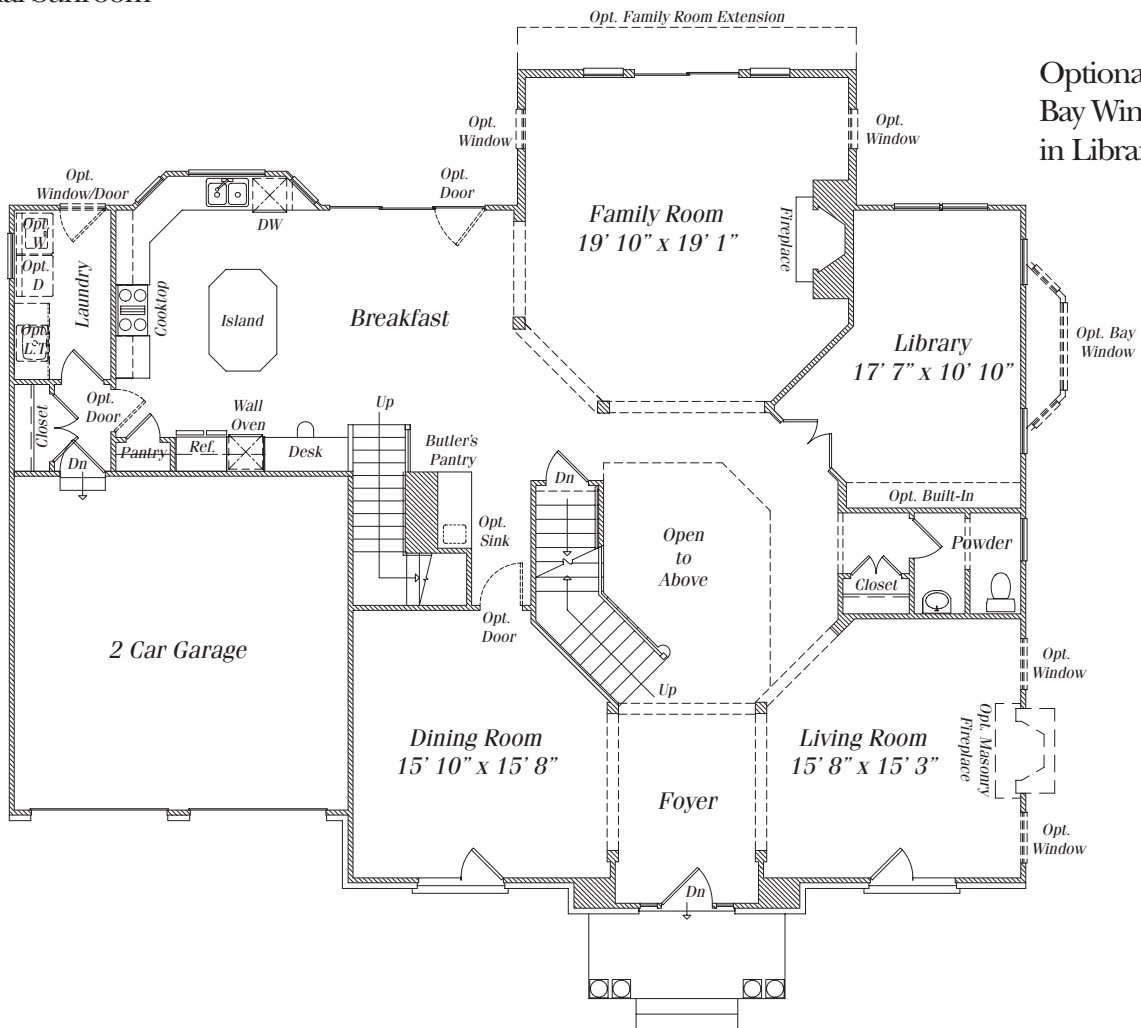 Opt. Family Room Extension
Opt.
Window
Opt.
Window
Opt.
Window/Door
Opt.
Door
DW
Family Room
19' 10" x 19' 1"
Fireplace
Opt.
W
Opt.
D
Opt.
L.T.
Laundry
Cooktop
Island
Breakfast
Library
17' 7" x 10' 10"
Opt. Bay
Window
Closet
Opt.
Door
Pantry
Ref.
Wall
Oven
Desk
Up
Butler's
Pantry
Dn
Dn
Opt.
Sink
Opt. Built-In
Open
to
Above
Powder
Closet
2 Car Garage
Opt.
Door
Up
Opt.
Window
Dining Room
15' 10" x 15' 8"
Living Room
15' 8" x 15' 3"
Opt. Masonry
Fireplace
Foyer
Opt.
Window
Dn
Bay
in